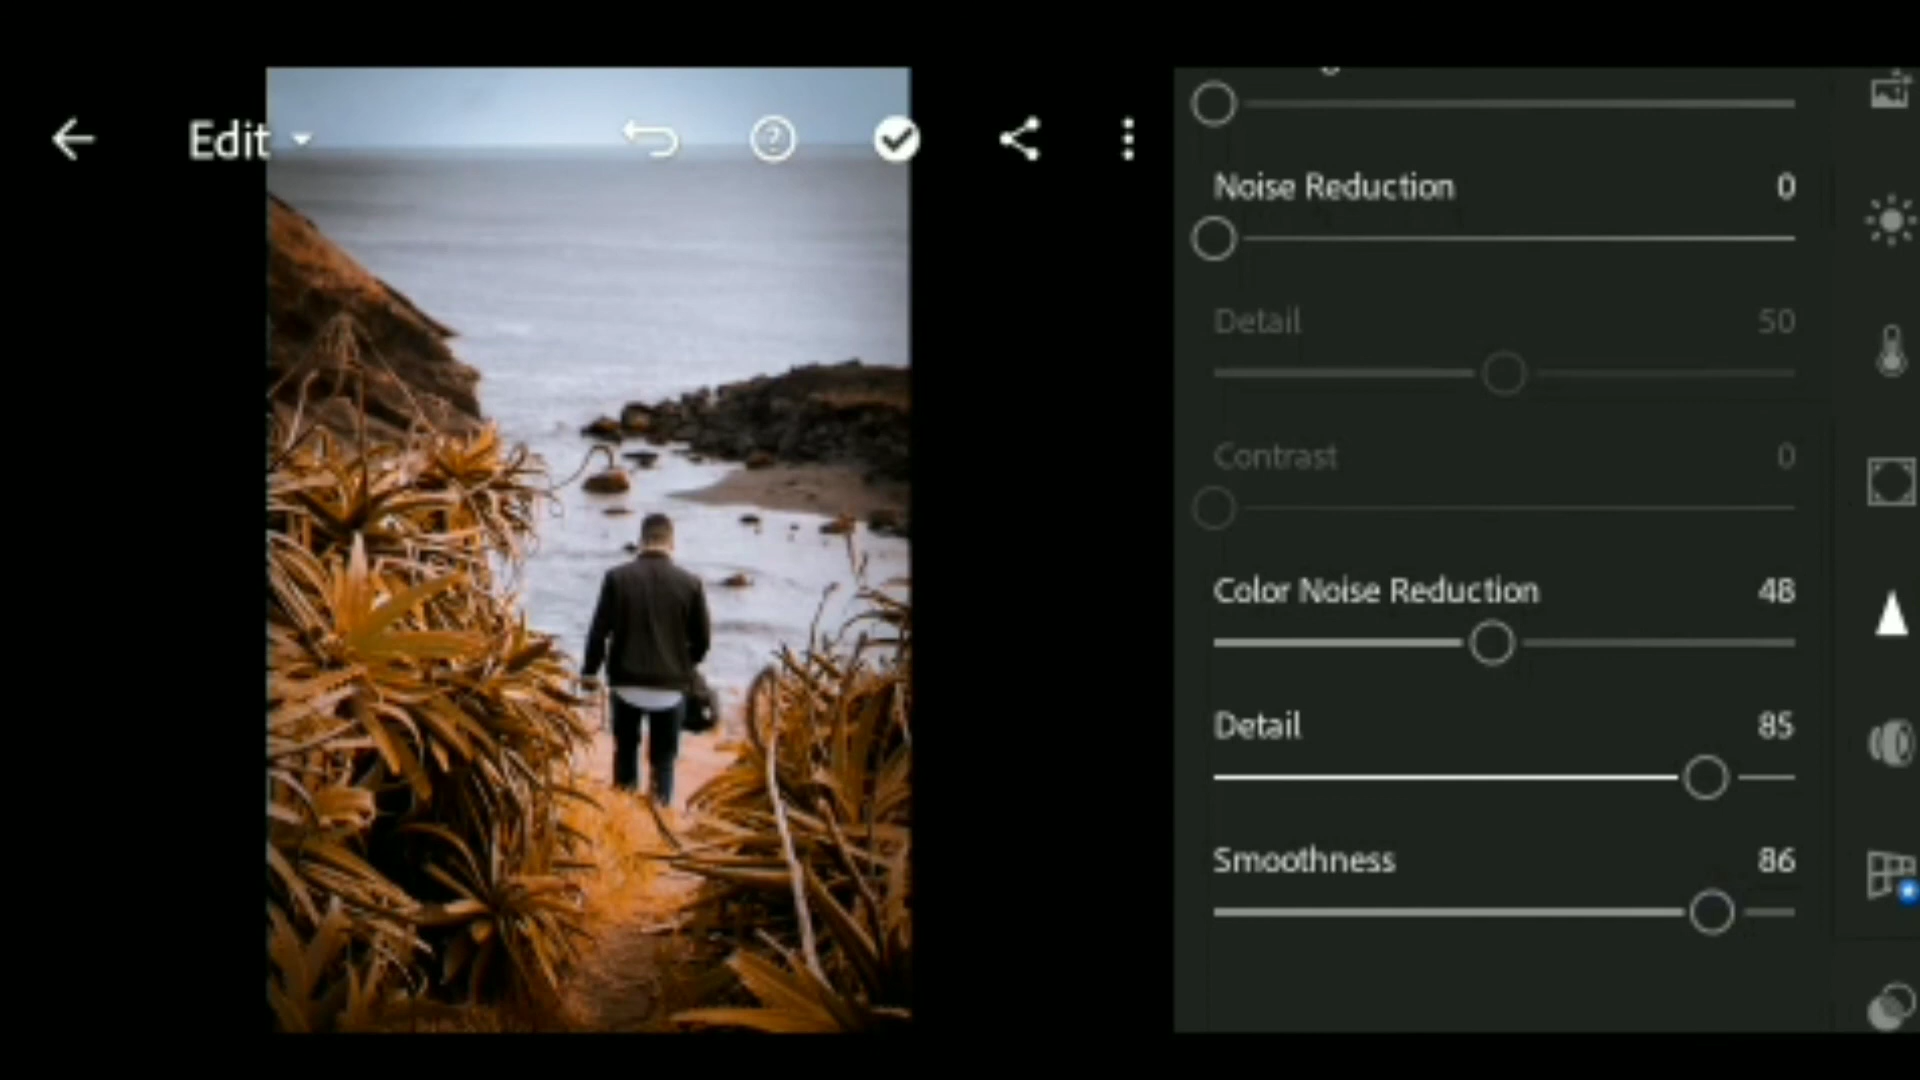 Edit
Noise Reduction 0
Detail 50
Contrast 0
Color Noise Reduction 48
Detail 85
Smoothness 86